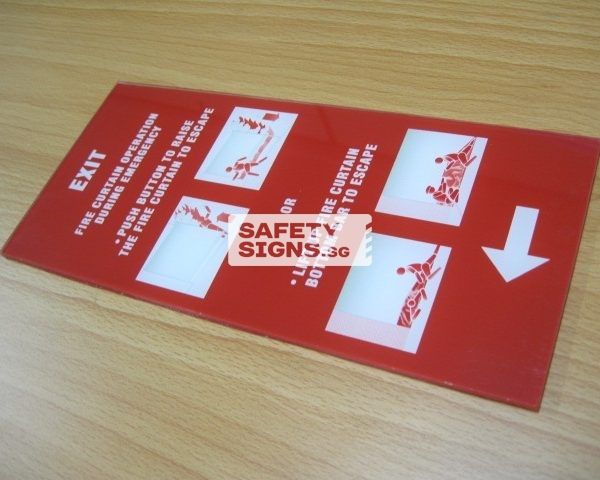 EXIT
FIRE CURTAIN OPERATION
DURING EMERGENCY
• PUSH BUTTON TO RAISE
THE FIRE CURTAIN TO ESCAPE
OR
• FIRE CURTAIN
TO ESCAPE
SAFETY
SIGNS.SG